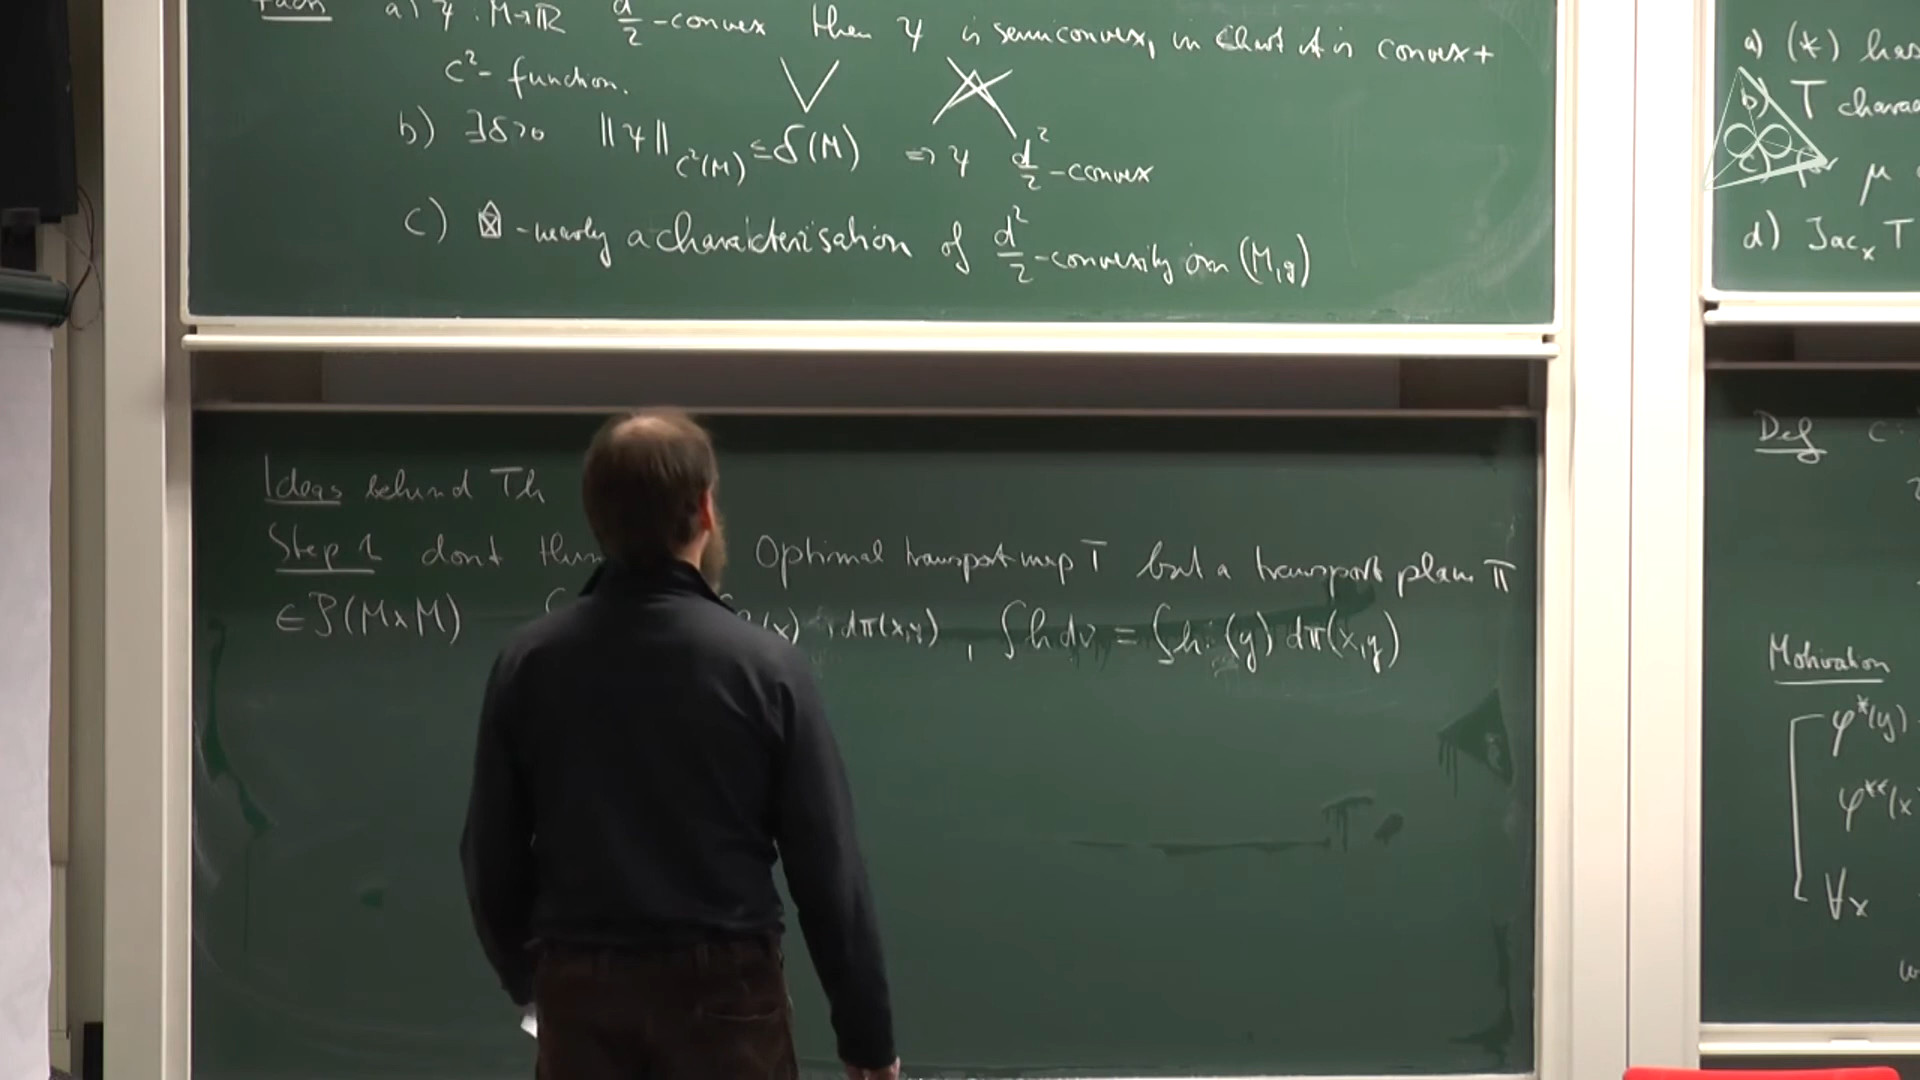 a) ψ : M→ℝ d²/2 -convex then ψ is semiconvex, in chart it is convex +
C²- function.
b) ∃δ>0 ||ψ||_{C²(M)} ≤ δ(M) ⇒ ψ d²/2 -convex
c) -nearly a characterisation of d²/2 -convexity on (M,g)
Ideas behind Th
Step 1 dont Optimal transport map T but a transport plan π
∈ P(M×M) (x) dπ(x,y) , ∫h dν = ∫h(y) dπ(x,y)
a) (*) has
b) T
c) for μ
d) Jac_x T
Def c:
Motivation
φ*(y)
φ**(x
∀x